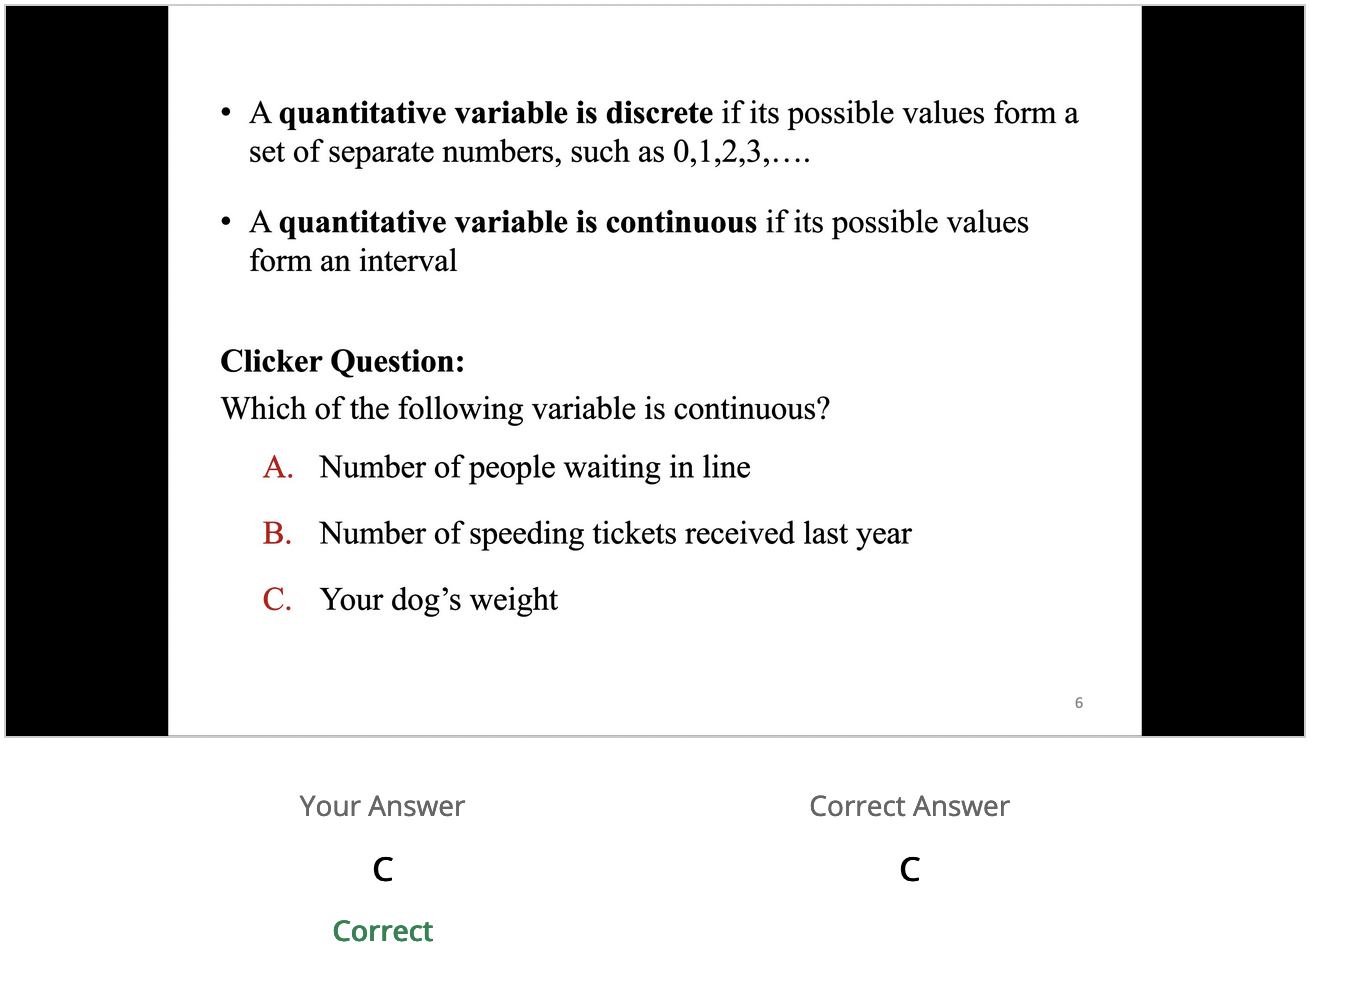 • A quantitative variable is discrete if its possible values form a
set of separate numbers, such as 0,1,2,3,….
• A quantitative variable is continuous if its possible values
form an interval
Clicker Question:
Which of the following variable is continuous?
A. Number of people waiting in line
B. Number of speeding tickets received last year
C. Your dog’s weight
6
Your Answer
Correct Answer
C
C
Correct